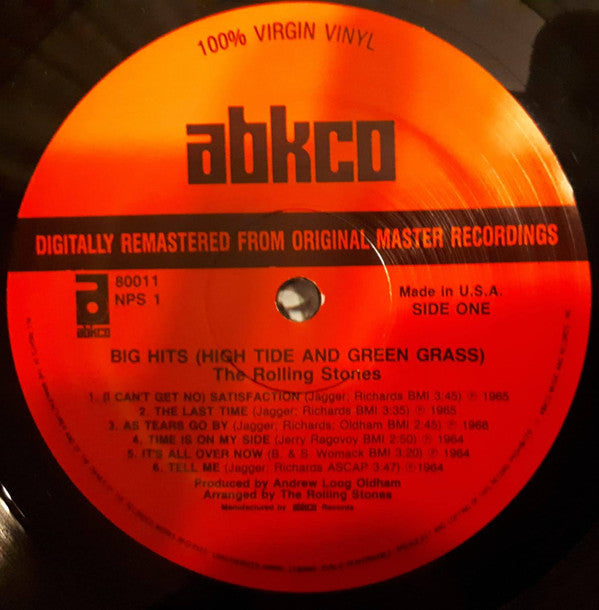 100% VIRGIN VINYL
abkco
DIGITALLY REMASTERED FROM ORIGINAL MASTER RECORDINGS
80011
NPS 1
abkco
Made in U.S.A.
SIDE ONE
BIG HITS (HIGH TIDE AND GREEN GRASS)
The Rolling Stones
1. (I CAN'T GET NO) SATISFACTION (Jagger; Richards BMI 3:45) ℗ 1965
2. THE LAST TIME (Jagger; Richards BMI 3:35) ℗ 1965
3. AS TEARS GO BY (Jagger; Richards; Oldham BMI 2:45) ℗ 1966
4. TIME IS ON MY SIDE (Jerry Ragovoy BMI 2:50) ℗ 1964
5. IT'S ALL OVER NOW (B. & S. Womack BMI 3:20) ℗ 1964
6. TELL ME (Jagger; Richards ASCAP 3:47) ℗ 1964
Produced by Andrew Loog Oldham
Arranged by The Rolling Stones
Manufactured by abkco Records